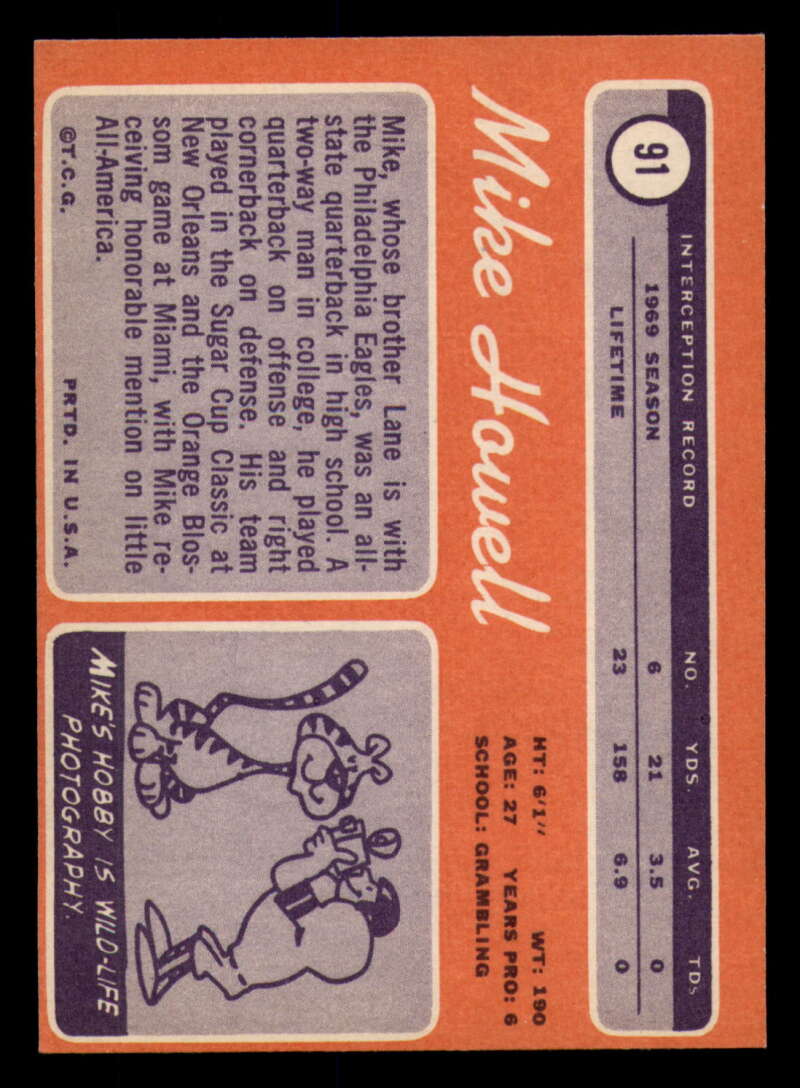 91
INTERCEPTION RECORD NO. YDS. AVG. TDs
1969 SEASON 6 21 3.5 0
LIFETIME 23 158 6.9 0
Mike Howell
HT: 6'1" WT: 190
AGE: 27 YEARS PRO: 6
SCHOOL: GRAMBLING
Mike, whose brother Lane is with
the Philadelphia Eagles, was an all-
state quarterback in high school. A
two-way man in college, he played
quarterback on offense and right
cornerback on defense. His team
played in the Sugar Cup Classic at
New Orleans and the Orange Blos-
som game at Miami, with Mike re-
ceiving honorable mention on little
All-America.
©T.C.G. PRTD. IN U.S.A.
MIKE'S HOBBY IS WILD-LIFE
PHOTOGRAPHY.